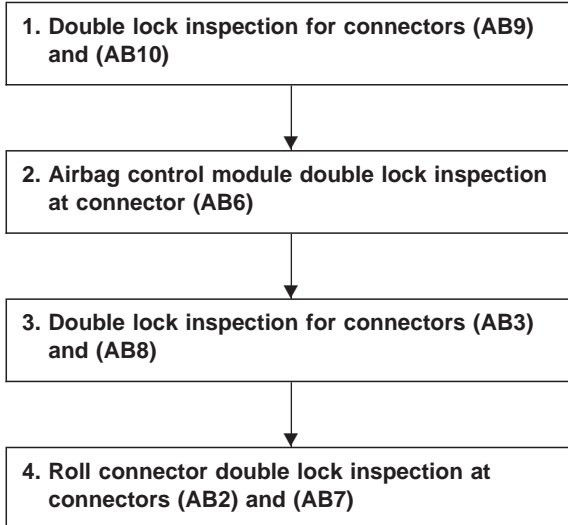 1. Double lock inspection for connectors (AB9)
and (AB10)
2. Airbag control module double lock inspection
at connector (AB6)
3. Double lock inspection for connectors (AB3)
and (AB8)
4. Roll connector double lock inspection at
connectors (AB2) and (AB7)